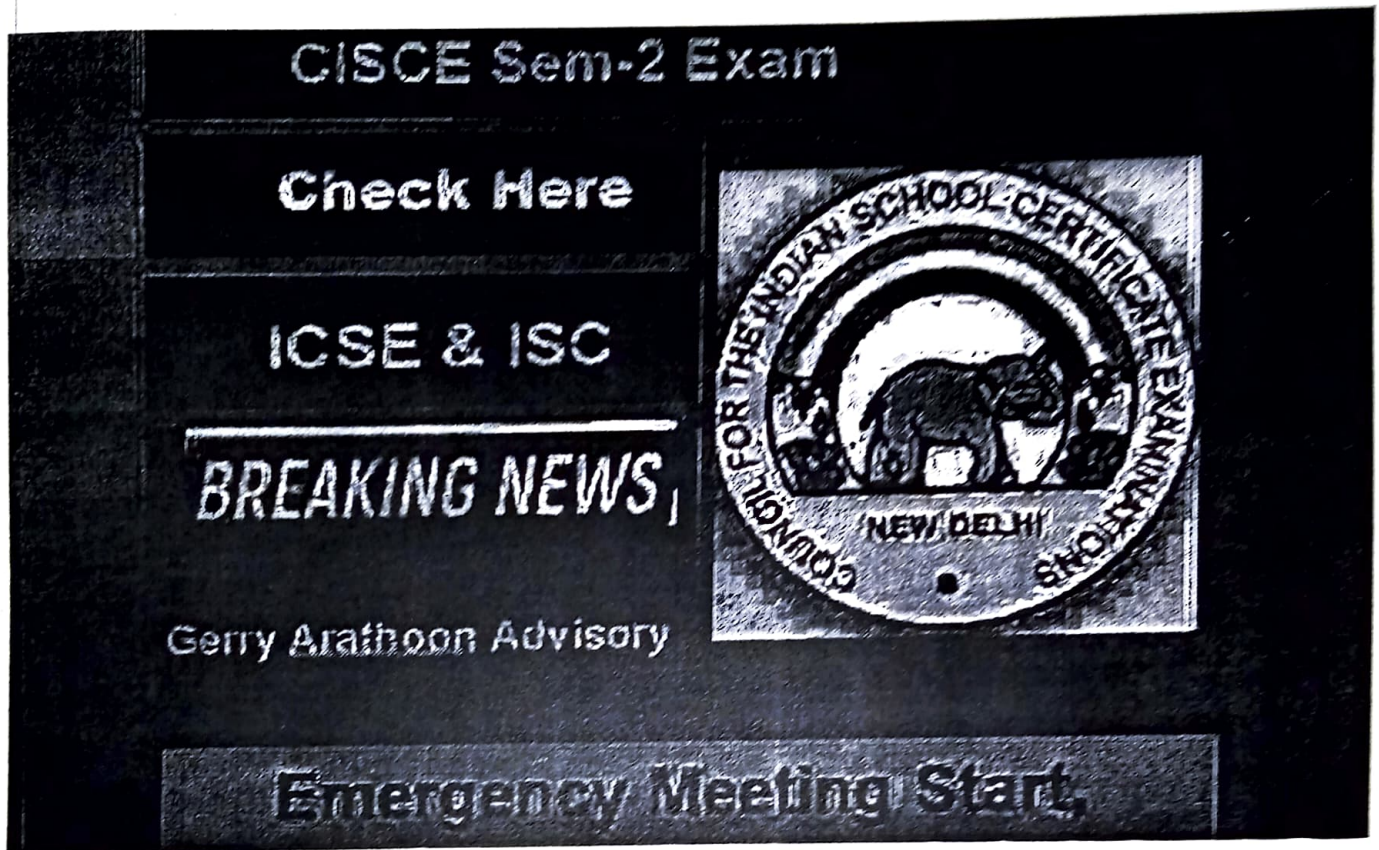 CISCE Sem-2 Exam
Check Here
ICSE & ISC
BREAKING NEWS
Gerry Arathoon Advisory
COUNCIL FOR THE INDIAN SCHOOL CERTIFICATE EXAMINATIONS
NEW DELHI
Emergency Meeting Start,